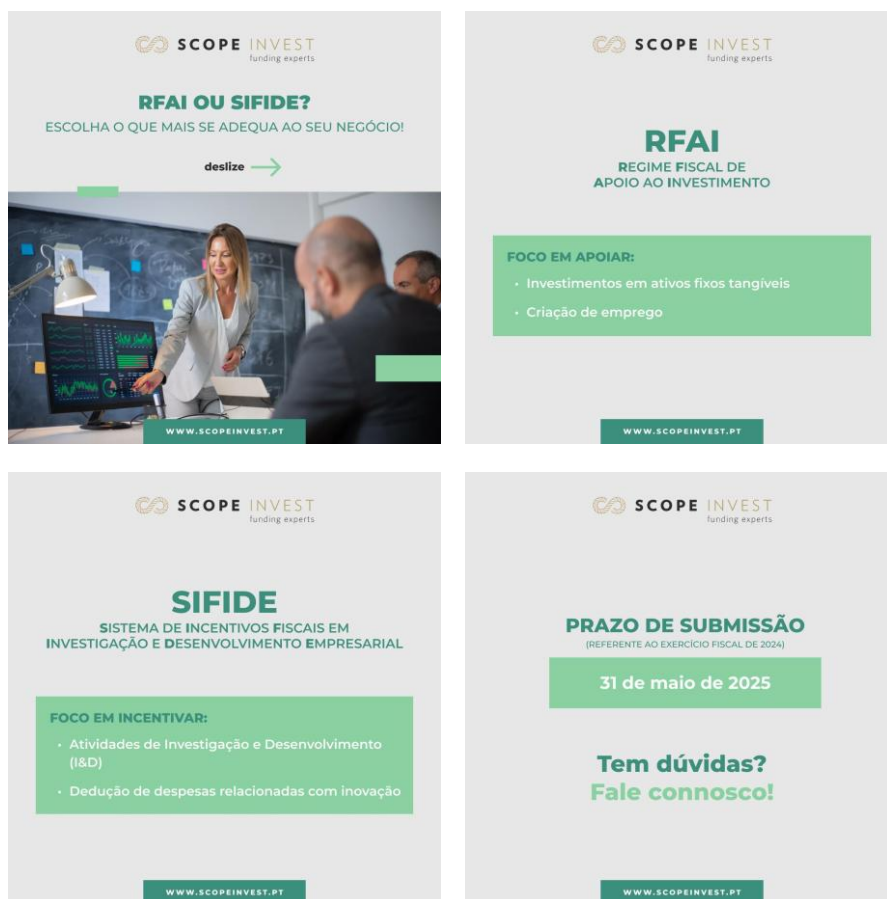 SCOPE INVEST
funding experts
RFAI OU SIFIDE?
ESCOLHA O QUE MAIS SE ADEQUA AO SEU NEGÓCIO!
deslize
WWW.SCOPEINVEST.PT
SCOPE INVEST
funding experts
RFAI
REGIME FISCAL DE
APOIO AO INVESTIMENTO
FOCO EM APOIAR:
• Investimentos em ativos fixos tangíveis
• Criação de emprego
WWW.SCOPEINVEST.PT
SCOPE INVEST
funding experts
SIFIDE
SISTEMA DE INCENTIVOS FISCAIS EM
INVESTIGAÇÃO E DESENVOLVIMENTO EMPRESARIAL
FOCO EM INCENTIVAR:
• Atividades de Investigação e Desenvolvimento
(I&D)
• Dedução de despesas relacionadas com inovação
WWW.SCOPEINVEST.PT
SCOPE INVEST
funding experts
PRAZO DE SUBMISSÃO
(REFERENTE AO EXERCÍCIO FISCAL DE 2024)
31 de maio de 2025
Tem dúvidas?
Fale connosco!
WWW.SCOPEINVEST.PT